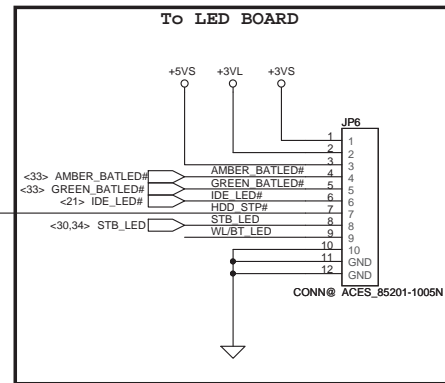 To LED BOARD
+5VS +3VL +3VS
JP6
1 1
2 2
3 3
<33> AMBER_BATLED# AMBER_BATLED# 4 4
<33> GREEN_BATLED# GREEN_BATLED# 5 5
<21> IDE_LED# IDE_LED# 6 6
HDD_STP# 7 7
<30,34> STB_LED STB_LED 8 8
WL/BT_LED 9 9
10 10
11 GND
12 GND
CONN@ ACES_85201-1005N